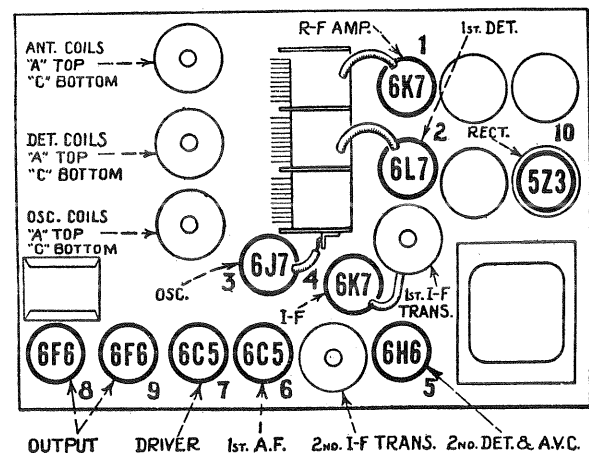 R-F AMP.
1
1ST. DET.
ANT. COILS
"A" TOP
"C" BOTTOM
6K7
DET. COILS
"A" TOP
"C" BOTTOM
2
RECT.
10
6L7
5Z3
OSC. COILS
"A" TOP
"C" BOTTOM
3
6J7
4
6K7
OSC.
I-F
1ST. I-F
TRANS.
6F6
6F6
6C5
6C5
6H6
8
9
7
6
5
OUTPUT
DRIVER
1ST. A.F.
2ND. I-F TRANS.
2ND. DET. & A.V.C.